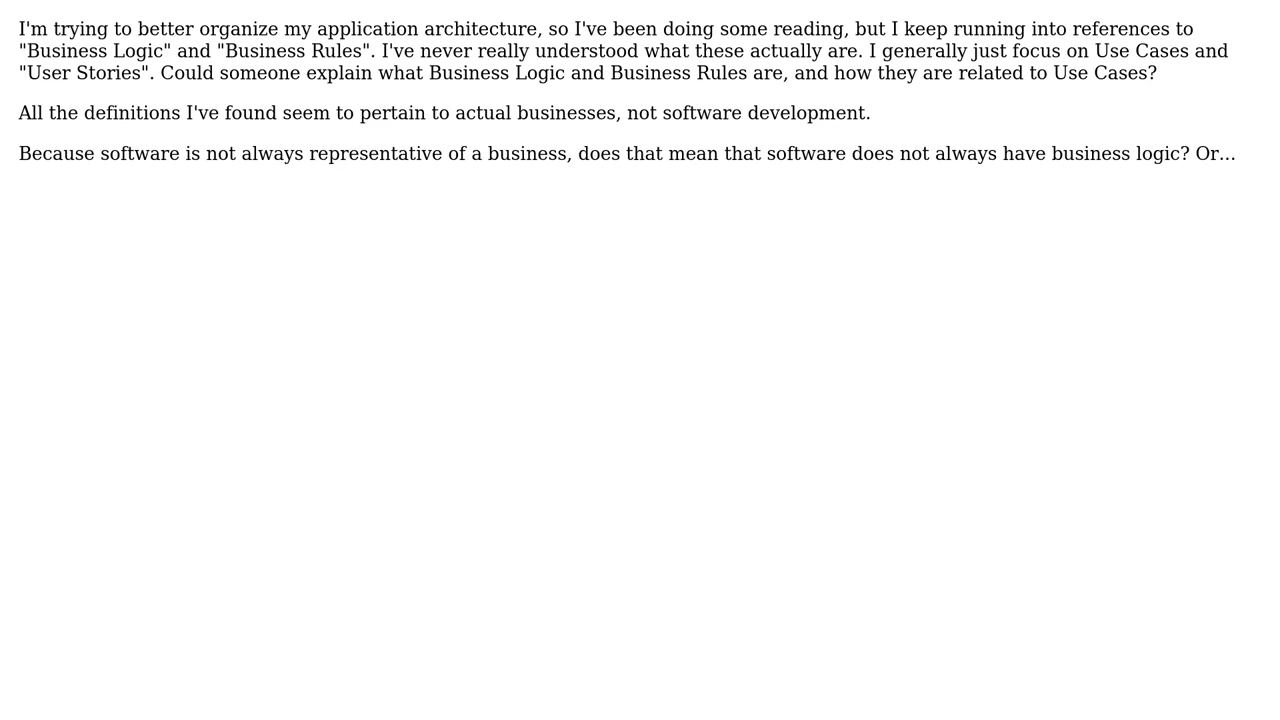 I'm trying to better organize my application architecture, so I've been doing some reading, but I keep running into references to
"Business Logic" and "Business Rules". I've never really understood what these actually are. I generally just focus on Use Cases and
"User Stories". Could someone explain what Business Logic and Business Rules are, and how they are related to Use Cases?
All the definitions I've found seem to pertain to actual businesses, not software development.
Because software is not always representative of a business, does that mean that software does not always have business logic? Or…